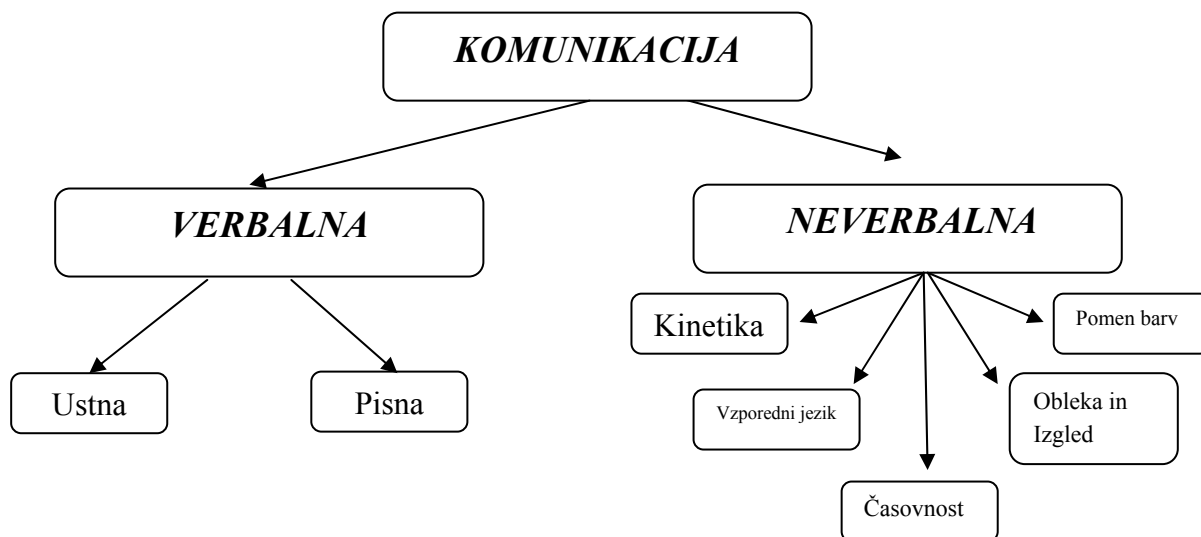 KOMUNIKACIJA
VERBALNA
NEVERBALNA
Kinetika
Pomen barv
Ustna
Pisna
Vzporedni jezik
Obleka in
Izgled
Časovnost